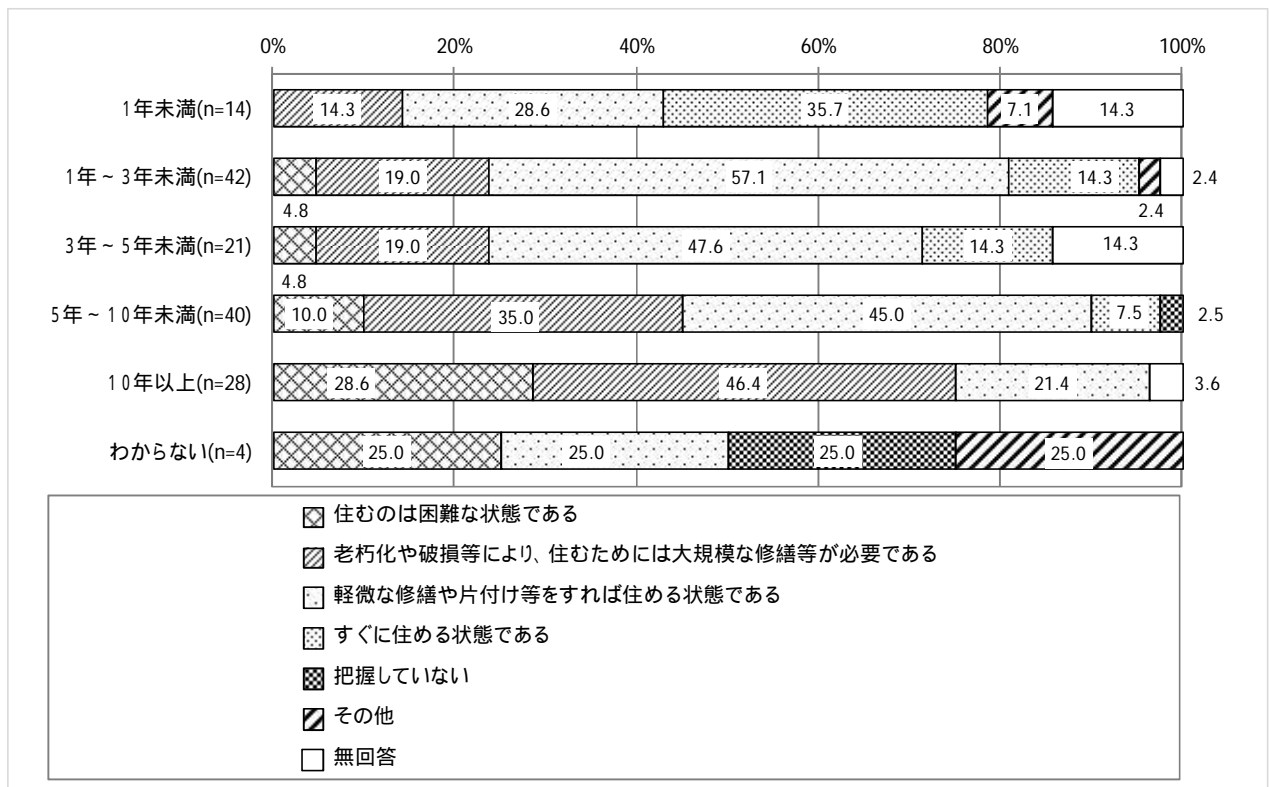 0% 20% 40% 60% 80% 100%
1年未満(n=14) 14.3 28.6 35.7 7.1 14.3
1年~3年未満(n=42) 19.0 57.1 14.3 2.4
4.8 2.4
3年~5年未満(n=21) 19.0 47.6 14.3 14.3
4.8
5年~10年未満(n=40) 10.0 35.0 45.0 7.5 2.5
10年以上(n=28) 28.6 46.4 21.4 3.6
わからない(n=4) 25.0 25.0 25.0 25.0
住むのは困難な状態である
老朽化や破損等により、住むためには大規模な修繕等が必要である
軽微な修繕や片付け等をすれば住める状態である
すぐに住める状態である
把握していない
その他
無回答